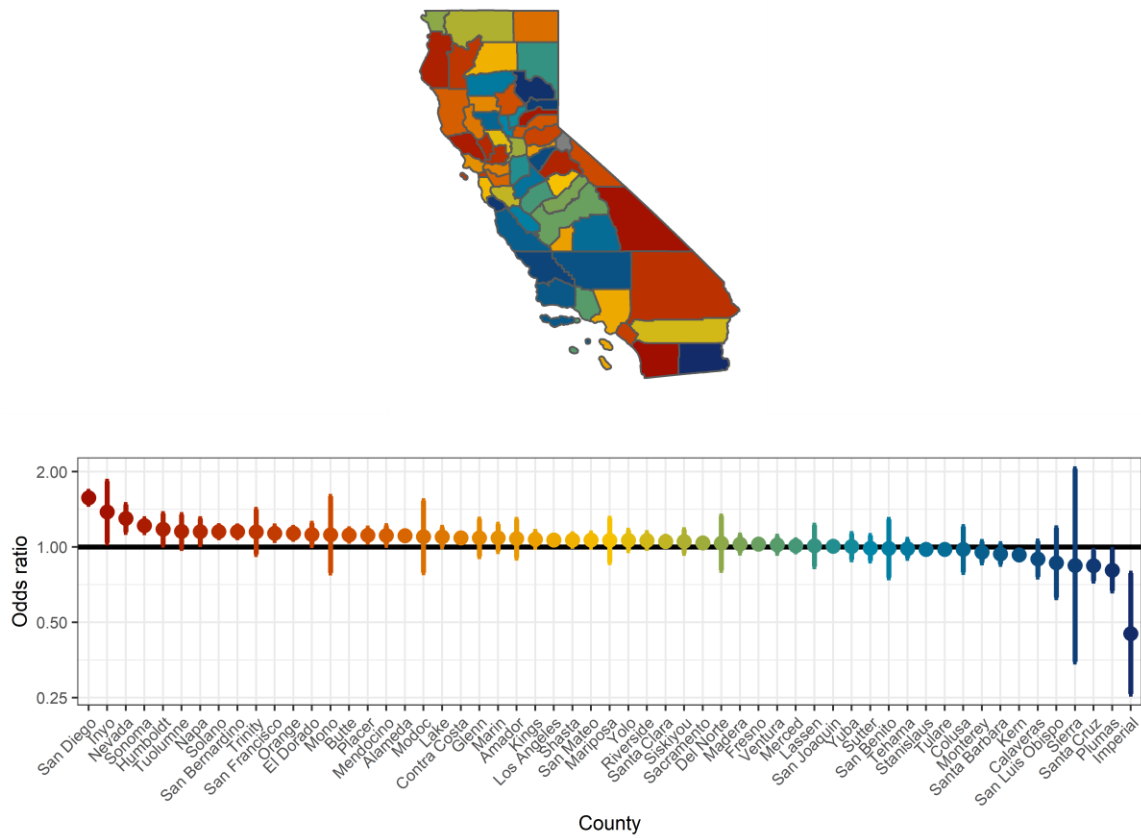 2.00
1.00
0.50
0.25
Odds ratio
San Diego
Inyo
Nevada
Sonoma
Humboldt
Tuolumne
Napa
Solano
San Bernardino
Trinity
San Francisco
Orange
El Dorado
Mono
Butte
Placer
Mendocino
Alameda
Modoc
Lake
Contra Costa
Glenn
Marin
Amador
Kings
Los Angeles
Shasta
San Mateo
Mariposa
Yolo
Riverside
Santa Clara
Siskiyou
Sacramento
Del Norte
Madera
Fresno
Ventura
Merced
Lassen
San Joaquin
Yuba
Sutter
San Benito
Tehama
Stanislaus
Tulare
Colusa
Monterey
Santa Barbara
Kern
Calaveras
San Luis Obispo
Sierra
Santa Cruz
Plumas
Imperial
County